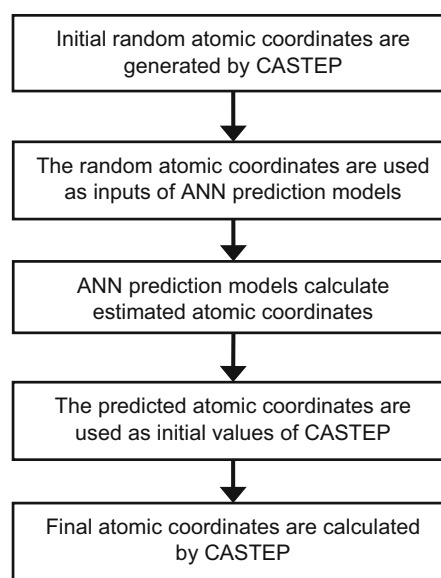 Initial random atomic coordinates are
generated by CASTEP
The random atomic coordinates are used
as inputs of ANN prediction models
ANN prediction models calculate
estimated atomic coordinates
The predicted atomic coordinates are
used as initial values of CASTEP
Final atomic coordinates are calculated
by CASTEP